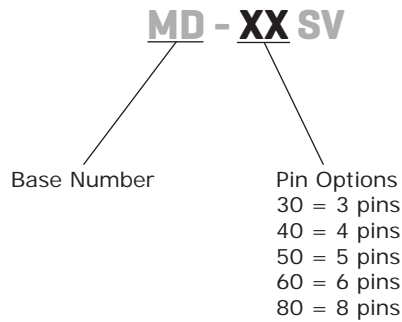 MD - XX SV
Base Number
Pin Options
30 = 3 pins
40 = 4 pins
50 = 5 pins
60 = 6 pins
80 = 8 pins